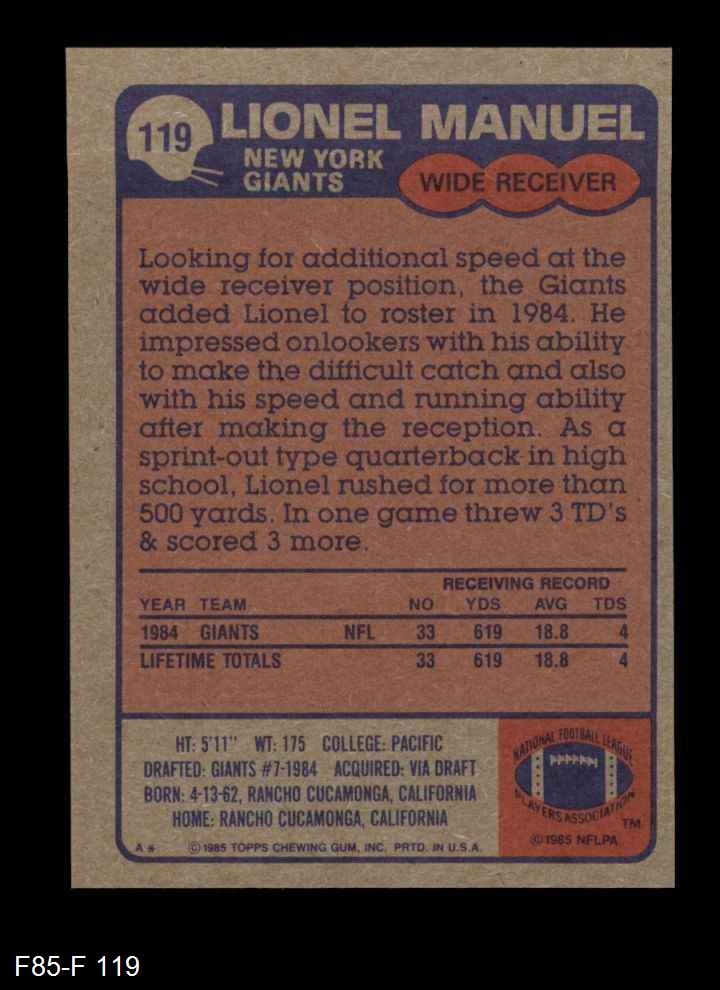 119
LIONEL MANUEL
NEW YORK
GIANTS
WIDE RECEIVER
Looking for additional speed at the
wide receiver position, the Giants
added Lionel to roster in 1984. He
impressed onlookers with his ability
to make the difficult catch and also
with his speed and running ability
after making the reception. As a
sprint-out type quarterback in high
school, Lionel rushed for more than
500 yards. In one game threw 3 TD's
& scored 3 more.
RECEIVING RECORD
YEAR TEAM NO YDS AVG TDS
1984 GIANTS NFL 33 619 18.8 4
LIFETIME TOTALS 33 619 18.8 4
HT: 5'11" WT: 175 COLLEGE: PACIFIC
DRAFTED: GIANTS #7-1984 ACQUIRED: VIA DRAFT
BORN: 4-13-62, RANCHO CUCAMONGA, CALIFORNIA
HOME: RANCHO CUCAMONGA, CALIFORNIA
A* ©1985 TOPPS CHEWING GUM, INC. PRTD. IN U.S.A.
NATIONAL FOOTBALL LEAGUE
PLAYERS ASSOCIATION
TM
©1985 NFLPA
F85-F 119